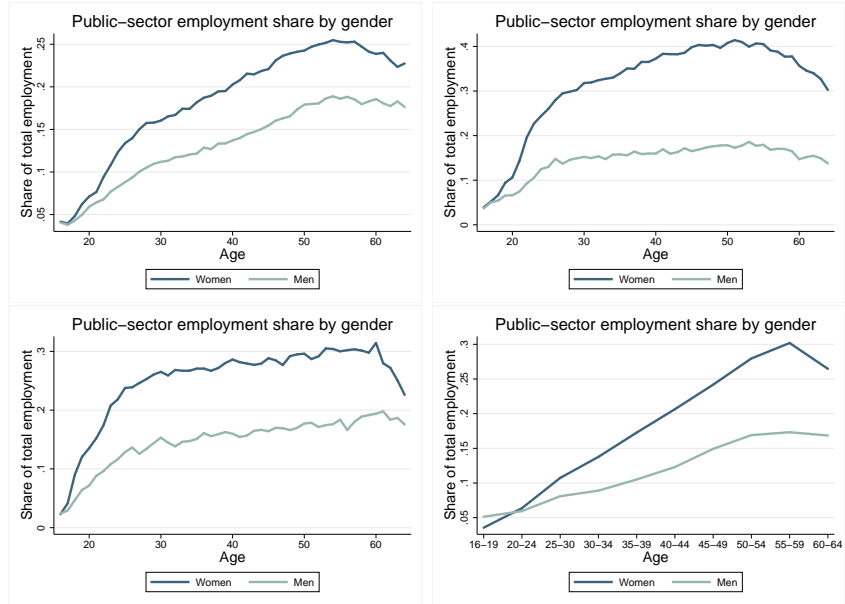 Public−sector employment share by gender
Share of total employment
.25
.2
.15
.1
.05
20 30 40 50 60
Age
Women Men
Public−sector employment share by gender
Share of total employment
.4
.3
.2
.1
0
20 30 40 50 60
Age
Women Men
Public−sector employment share by gender
Share of total employment
.3
.2
.1
0
20 30 40 50 60
Age
Women Men
Public−sector employment share by gender
Share of total employment
.3
.25
.2
.15
.1
.05
16−19 20−24 25−30 30−34 35−39 40−44 45−49 50−54 55−59 60−64
Age
Women Men